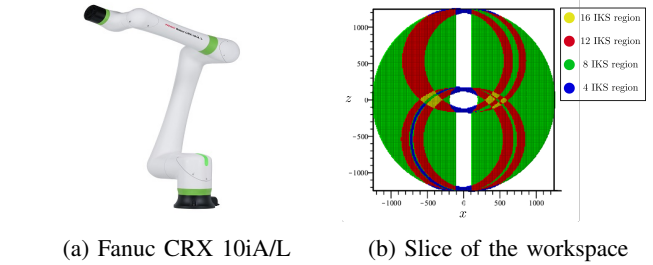 16 IKS region
12 IKS region
8 IKS region
4 IKS region
1000
500
0
−500
−1000
z
−1000 −500 0 500 1000
x
(a) Fanuc CRX 10iA/L
(b) Slice of the workspace